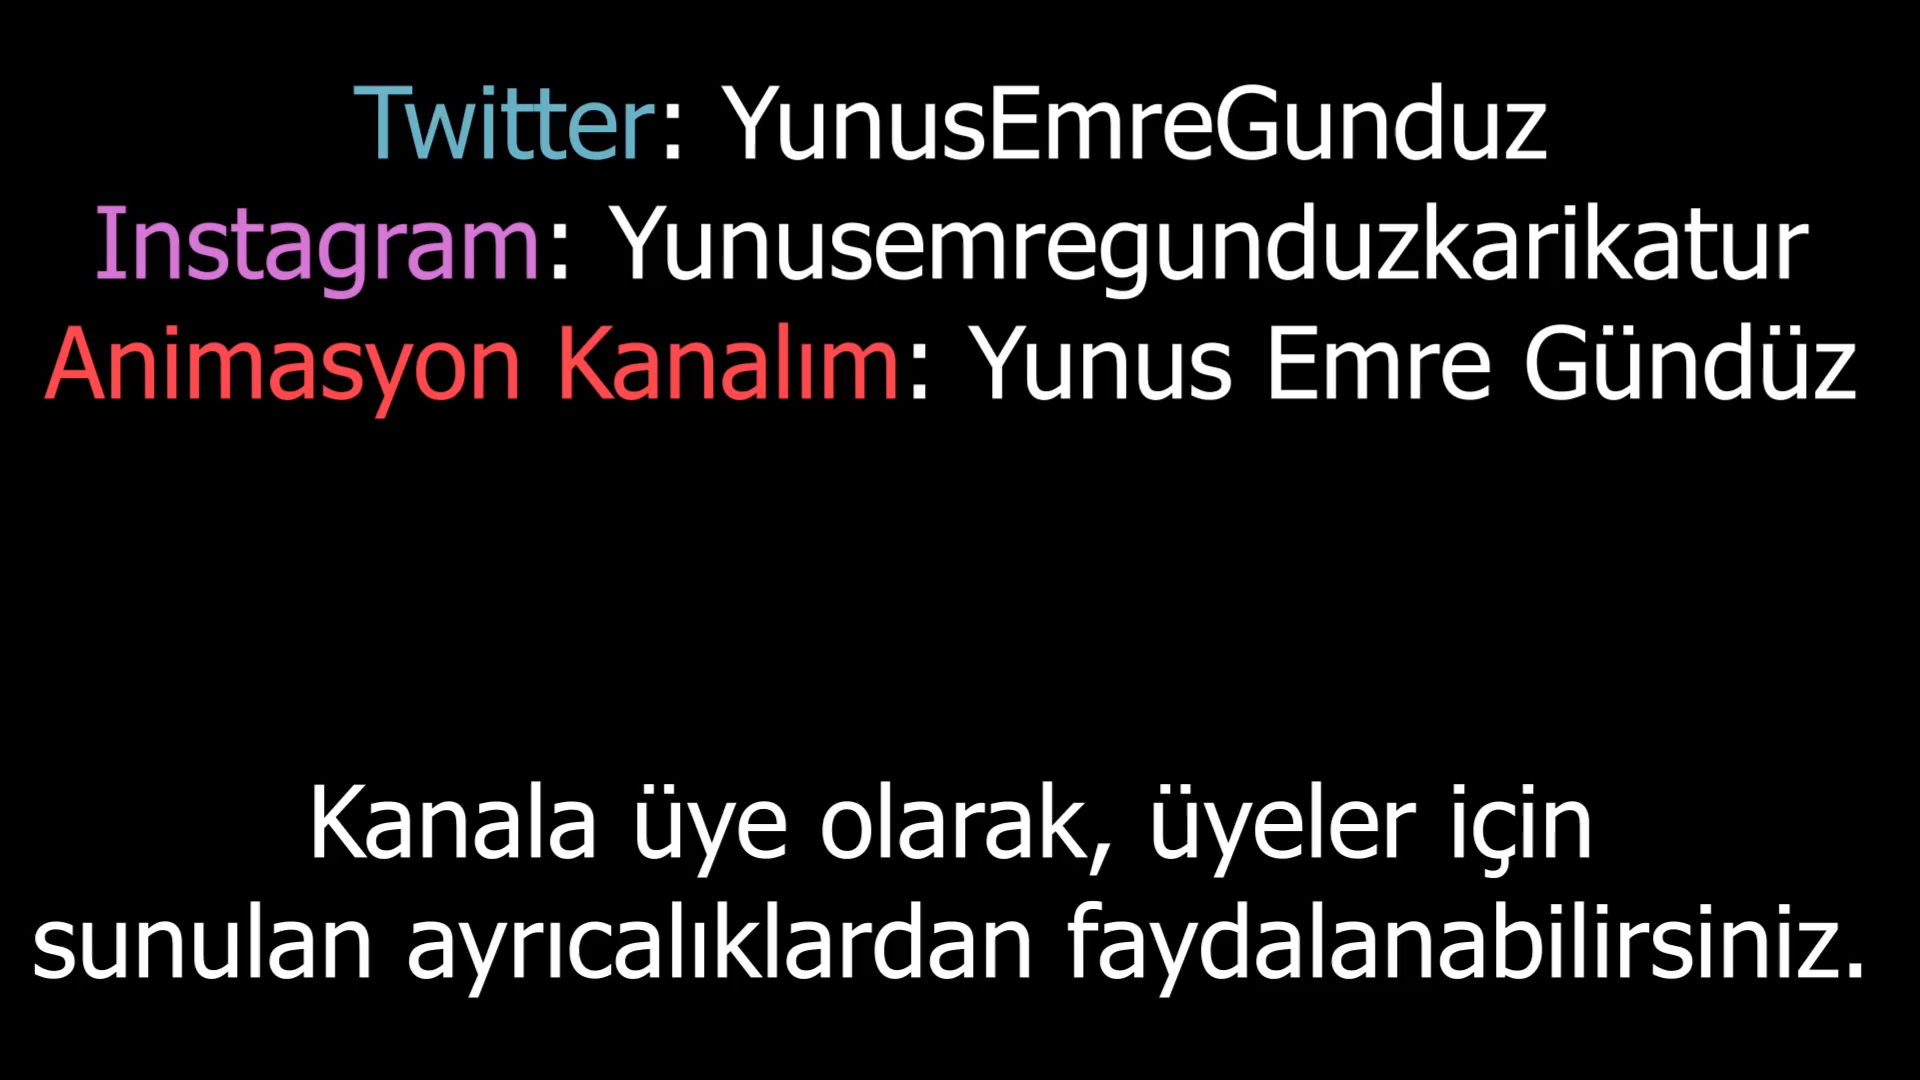 Twitter: YunusEmreGunduz
Instagram: Yunusemregunduzkarikatur
Animasyon Kanalım: Yunus Emre Gündüz
Kanala üye olarak, üyeler için
sunulan ayrıcalıklardan faydalanabilirsiniz.